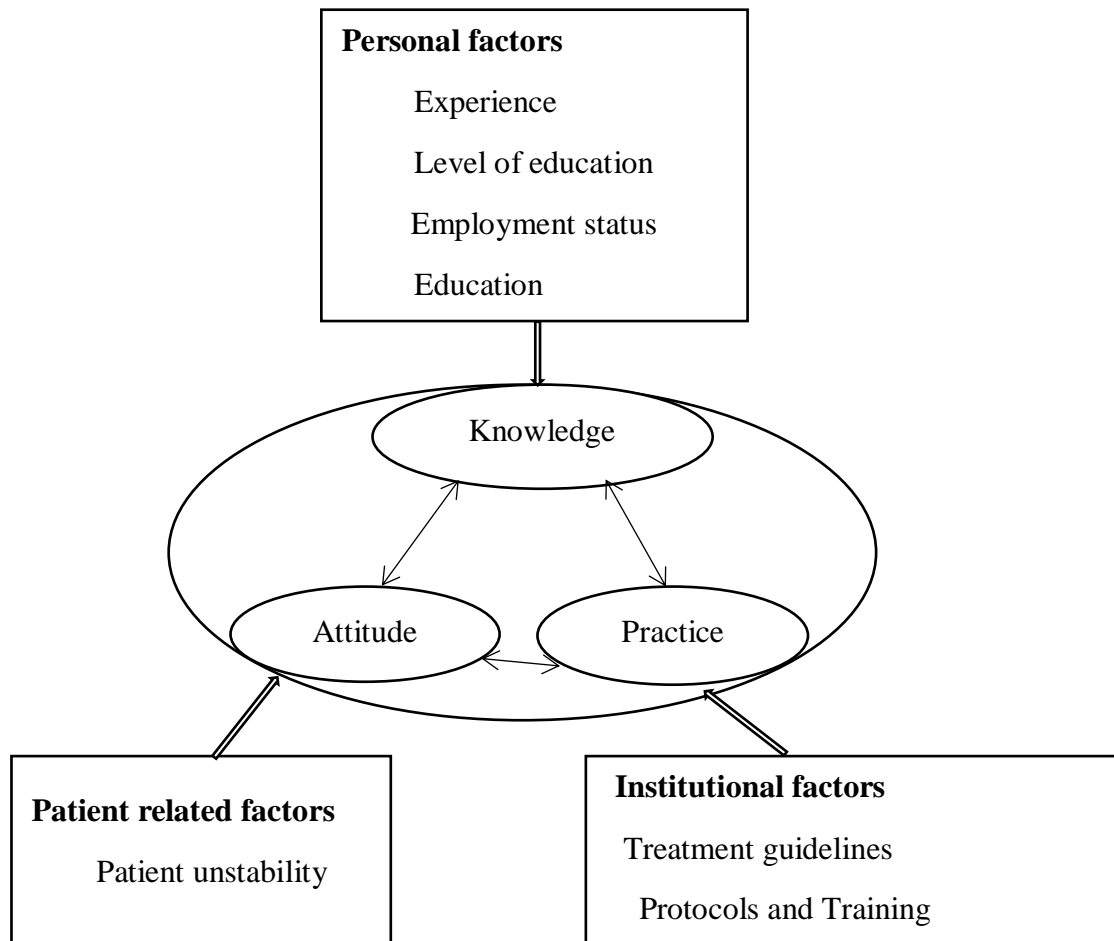 Personal factors
Experience
Level of education
Employment status
Education
Knowledge
Attitude
Practice
Patient related factors
Patient unstability
Institutional factors
Treatment guidelines
Protocols and Training